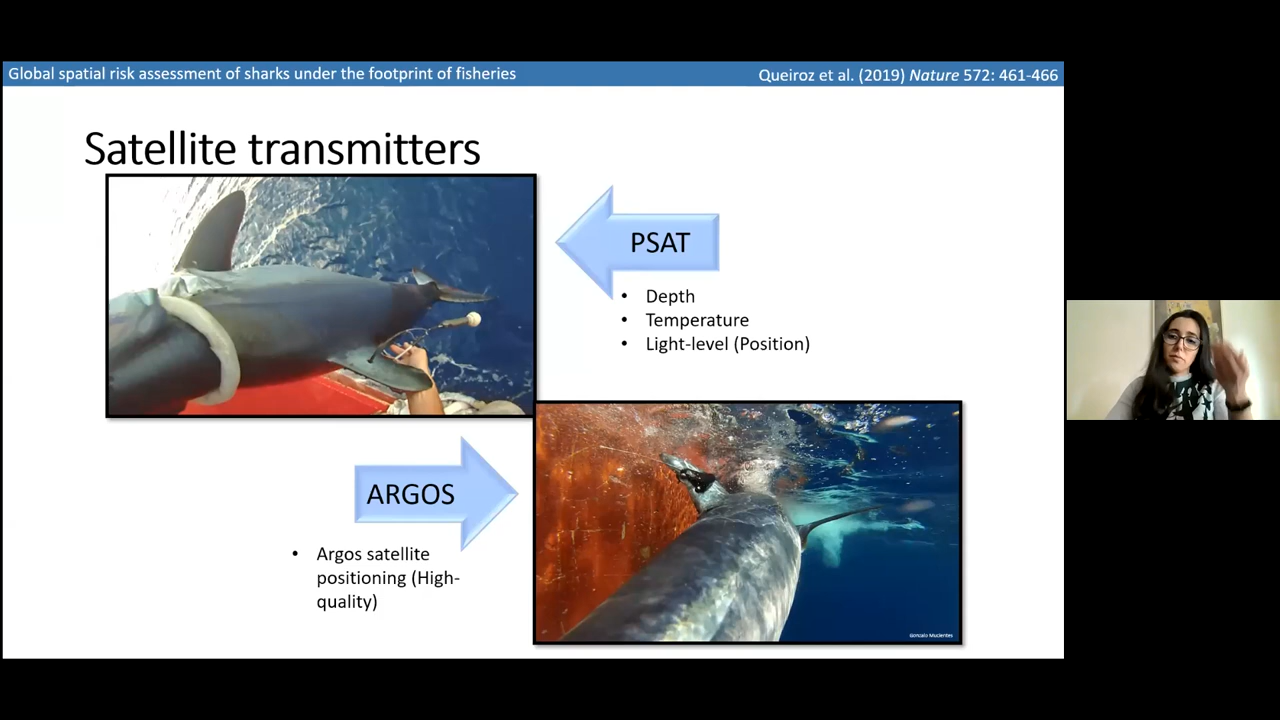 Global spatial risk assessment of sharks under the footprint of fisheries
Queiroz et al. (2019) Nature 572: 461-466
Satellite transmitters
PSAT
• Depth
• Temperature
• Light-level (Position)
ARGOS
• Argos satellite
positioning (High-
quality)
Gonzalo Mucientes